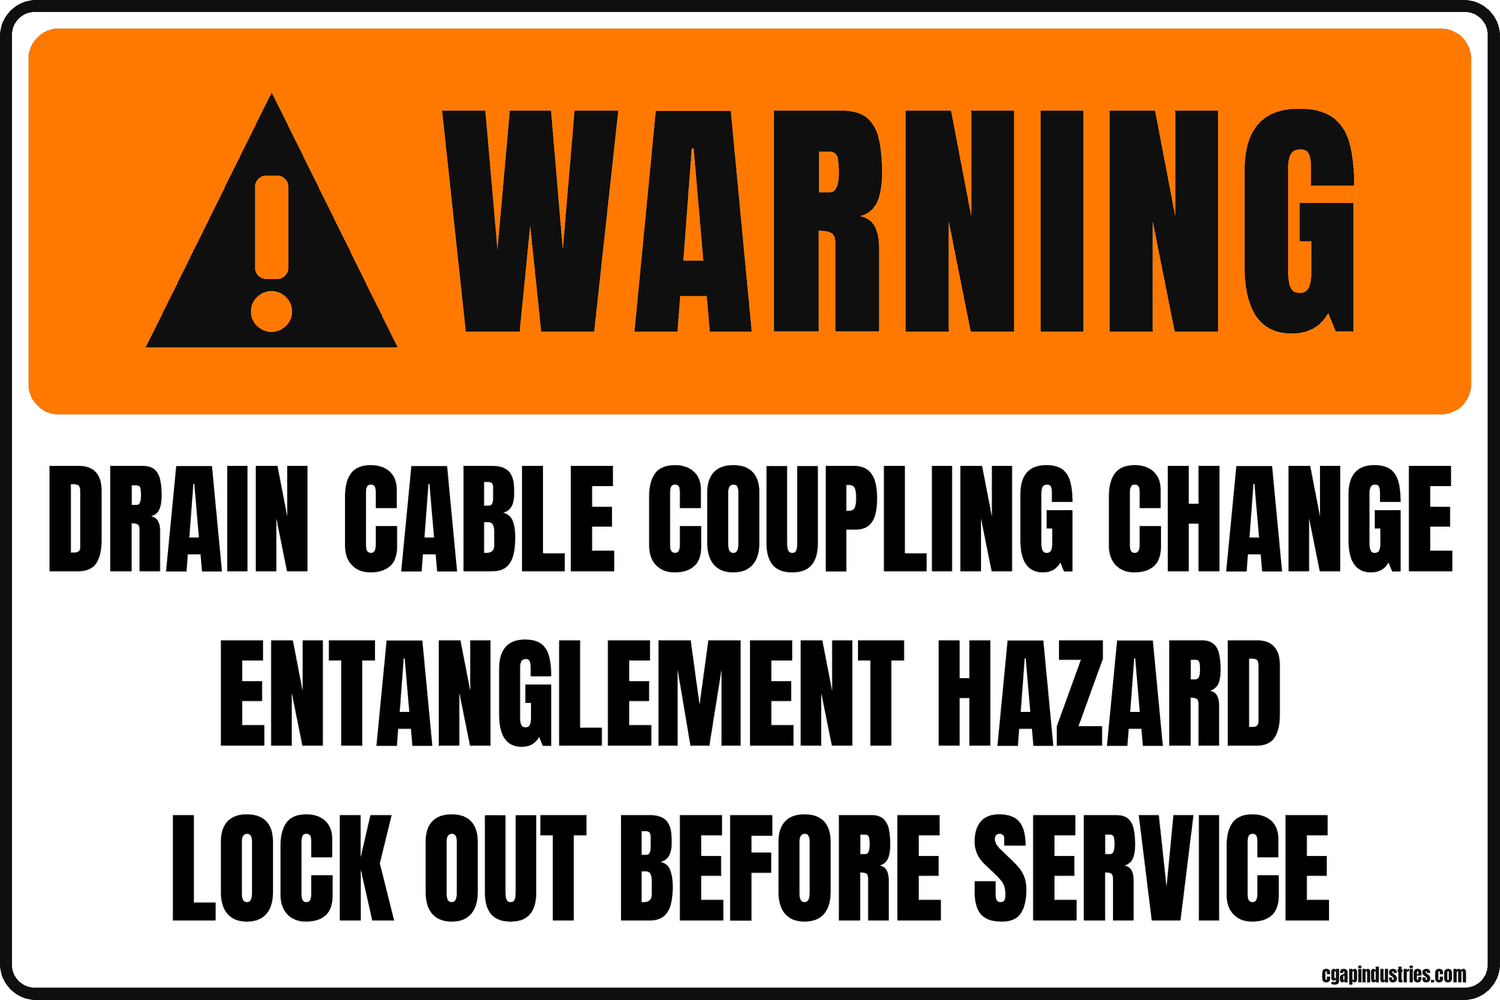 WARNING
DRAIN CABLE COUPLING CHANGE
ENTANGLEMENT HAZARD
LOCK OUT BEFORE SERVICE
cgapindustries.com